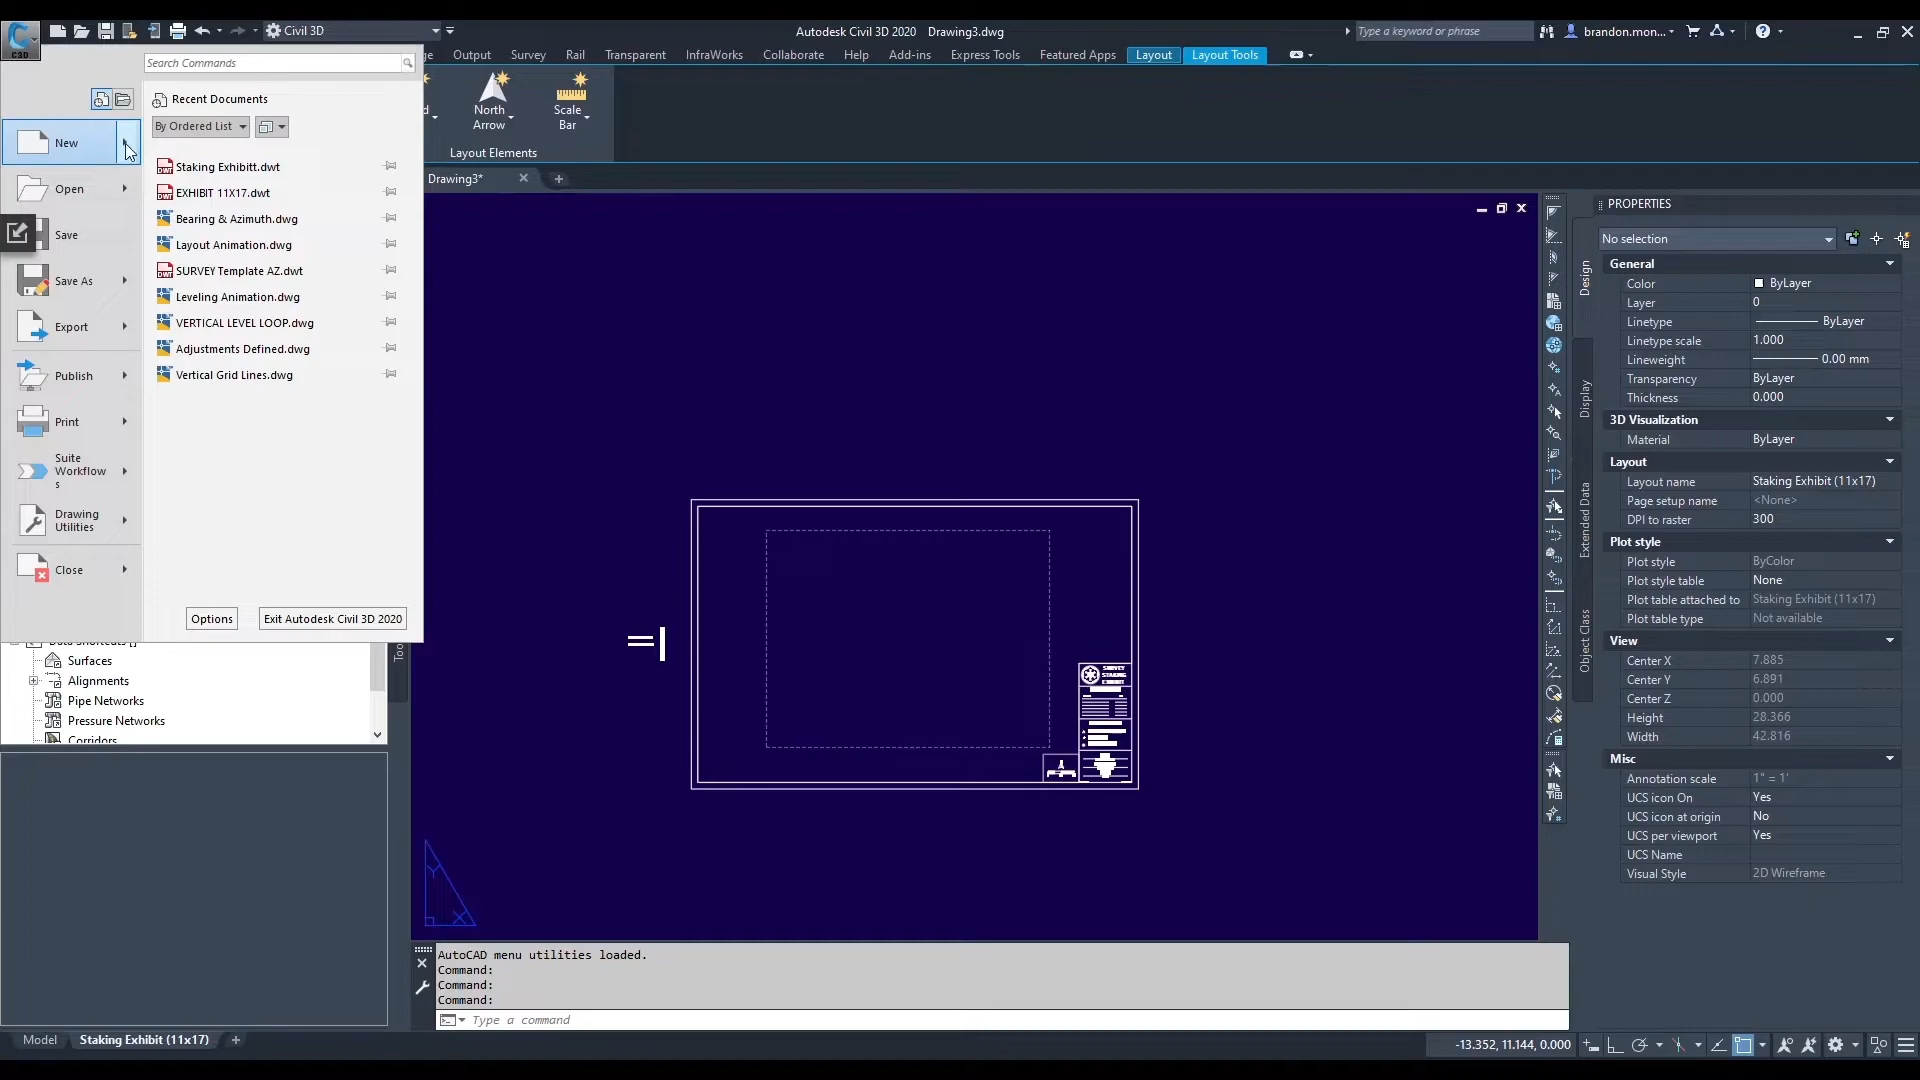 C3D
Civil 3D
Autodesk Civil 3D 2020 Drawing3.dwg
Type a keyword or phrase
brandon.mon...
Search Commands
Output Survey Rail Transparent InfraWorks Collaborate Help Add-ins Express Tools Featured Apps Layout Layout Tools
Recent Documents
By Ordered List
North
Arrow
Scale
Bar
Layout Elements
New
Open
Save
Save As
Export
Publish
Print
Suite
Workflow
s
Drawing
Utilities
Close
Staking Exhibitt.dwt
EXHIBIT 11X17.dwt
Bearing & Azimuth.dwg
Layout Animation.dwg
SURVEY Template AZ.dwt
Leveling Animation.dwg
VERTICAL LEVEL LOOP.dwg
Adjustments Defined.dwg
Vertical Grid Lines.dwg
Options
Exit Autodesk Civil 3D 2020
Drawing3*
Surfaces
Alignments
Pipe Networks
Pressure Networks
Corridors
SURVEY
STAKING
EXHIBIT
Y
X
AutoCAD menu utilities loaded.
Command:
Command:
Command:
Type a command
Model
Staking Exhibit (11x17)
-13.352, 11.144, 0.000
Design
Display
Extended Data
Object Class
PROPERTIES
No selection
General
Color ByLayer
Layer 0
Linetype ByLayer
Linetype scale 1.000
Lineweight 0.00 mm
Transparency ByLayer
Thickness 0.000
3D Visualization
Material ByLayer
Layout
Layout name Staking Exhibit (11x17)
Page setup name <None>
DPI to raster 300
Plot style
Plot style ByColor
Plot style table None
Plot table attached to Staking Exhibit (11x17)
Plot table type Not available
View
Center X 7.885
Center Y 6.891
Center Z 0.000
Height 28.366
Width 42.816
Misc
Annotation scale 1" = 1'
UCS icon On Yes
UCS icon at origin No
UCS per viewport Yes
UCS Name
Visual Style 2D Wireframe